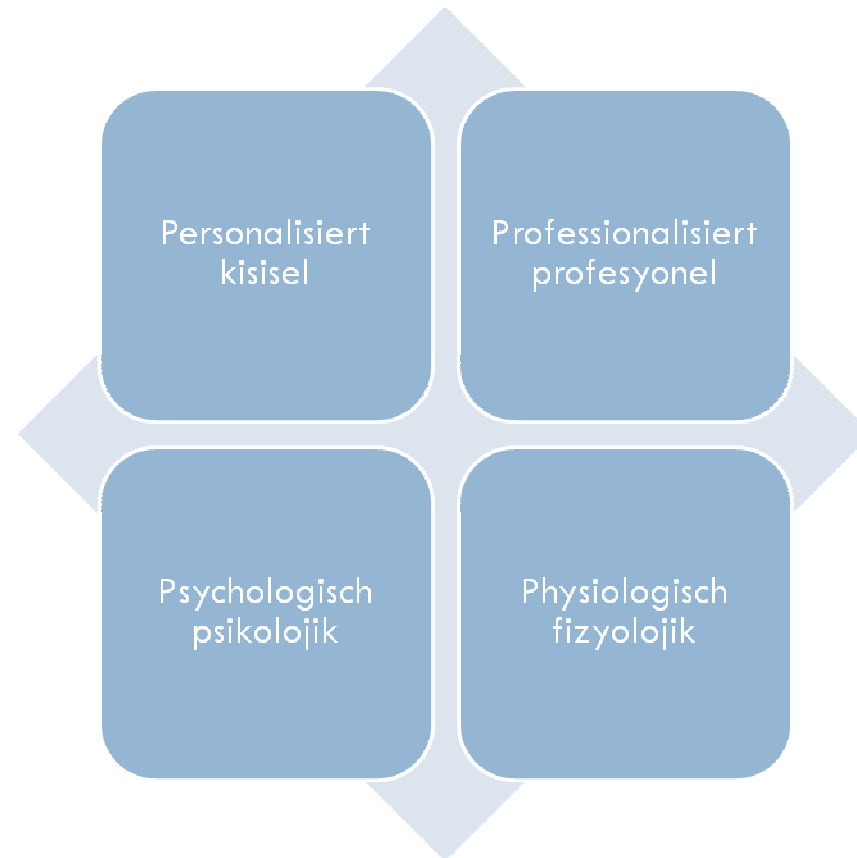 Personalisiert
kisisel
Professionalisiert
profesyonel
Psychologisch
psikolojik
Physiologisch
fizyolojik